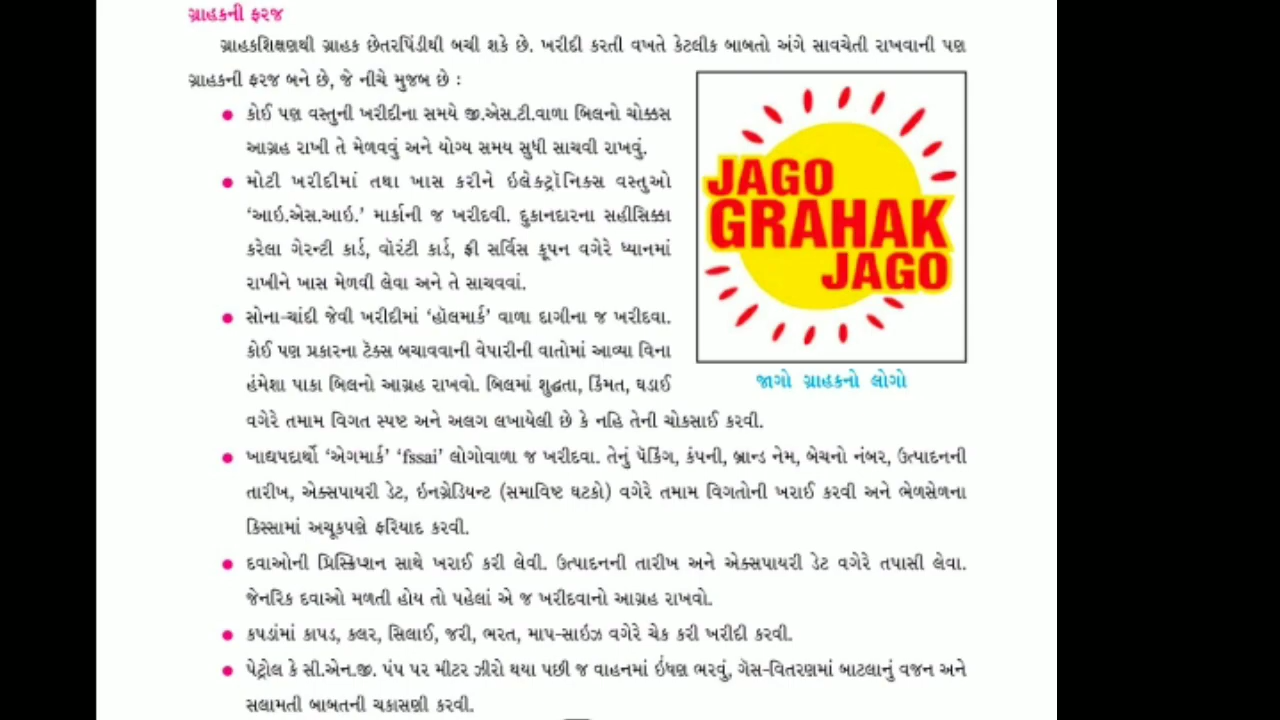 ગ્રાહકની ફરજ
ગ્રાહકશિક્ષણથી ગ્રાહક છેતરપિંડીથી બચી શકે છે. ખરીદી કરતી વખતે કેટલીક બાબતો અંગે સાવચેતી રાખવાની પણ
ગ્રાહકની ફરજ બને છે, જે નીચે મુજબ છે :
● કોઈ પણ વસ્તુની ખરીદીના સમયે જી.એસ.ટી.વાળા બિલનો ચોક્કસ
આગ્રહ રાખી તે મેળવવું અને યોગ્ય સમય સુધી સાચવી રાખવું.
● મોટી ખરીદીમાં તથા ખાસ કરીને ઇલેક્ટ્રૉનિક્સ વસ્તુઓ
‘આઇ.એસ.આઇ.’ માર્કાની જ ખરીદવી. દુકાનદારના સહીસિક્કા
કરેલા ગેરન્ટી કાર્ડ, વૉરંટી કાર્ડ, ફ્રી સર્વિસ કૂપન વગેરે ધ્યાનમાં
રાખીને ખાસ મેળવી લેવા અને તે સાચવવાં.
● સોના-ચાંદી જેવી ખરીદીમાં ‘હૉલમાર્ક’ વાળા દાગીના જ ખરીદવા.
કોઈ પણ પ્રકારના ટૅક્સ બચાવવાની વેપારીની વાતોમાં આવ્યા વિના
હંમેશા પાકા બિલનો આગ્રહ રાખવો. બિલમાં શુદ્ધતા, કિંમત, ઘડાઈ
વગેરે તમામ વિગત સ્પષ્ટ અને અલગ લખાયેલી છે કે નહિ તેની ચોકસાઈ કરવી.
JAGO
GRAHAK
JAGO
જાગો ગ્રાહકનો લોગો
● ખાદ્યપદાર્થો ‘એગમાર્ક’ ‘fssai’ લોગોવાળા જ ખરીદવા. તેનું પૅકિંગ, કંપની, બ્રાન્ડ નેમ, બેચનો નંબર, ઉત્પાદનની
તારીખ, એક્સપાયરી ડેટ, ઇનગ્રેડિયન્ટ (સમાવિષ્ટ ઘટકો) વગેરે તમામ વિગતોની ખરાઈ કરવી અને ભેળસેળના
કિસ્સામાં અચૂકપણે ફરિયાદ કરવી.
● દવાઓની પ્રિસ્ક્રિપ્શન સાથે ખરાઈ કરી લેવી. ઉત્પાદનની તારીખ અને એક્સપાયરી ડેટ વગેરે તપાસી લેવા.
જેનરિક દવાઓ મળતી હોય તો પહેલાં એ જ ખરીદવાનો આગ્રહ રાખવો.
● કપડાંમાં કાપડ, કલર, સિલાઈ, જરી, ભરત, માપ-સાઇઝ વગેરે ચેક કરી ખરીદી કરવી.
● પેટ્રોલ કે સી.એન.જી. પંપ પર મીટર ઝીરો થયા પછી જ વાહનમાં ઈંધણ ભરવું, ગૅસ-વિતરણમાં બાટલાનું વજન અને
સલામતી બાબતની ચકાસણી કરવી.